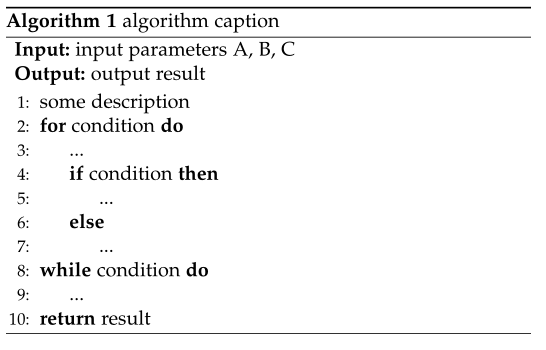 Algorithm 1 algorithm caption
Input: input parameters A, B, C
Output: output result
1: some description
2: for condition do
3: ...
4: if condition then
5: ...
6: else
7: ...
8: while condition do
9: ...
10: return result